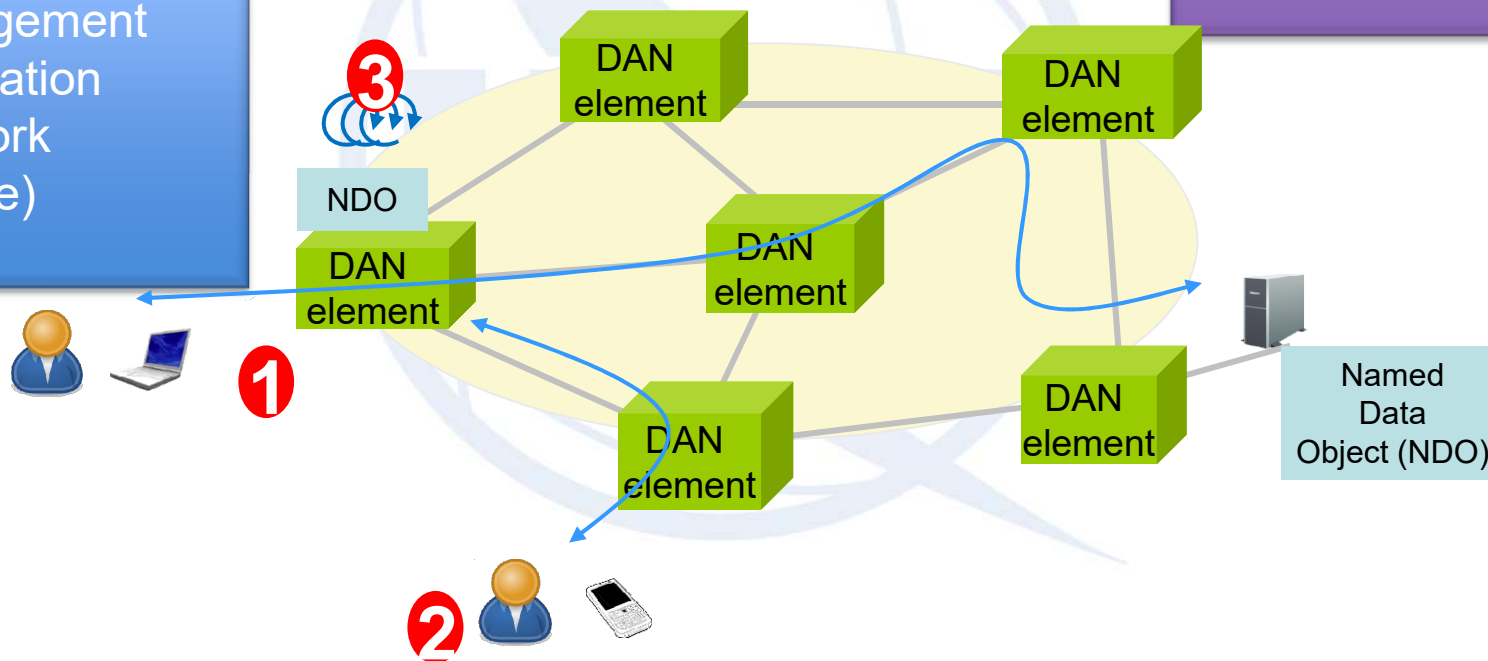 gement
ation
ork
e)
3
NDO
DAN
element
DAN
element
DAN
element
DAN
element
DAN
element
DAN
element
1
2
Named
Data
Object (NDO)